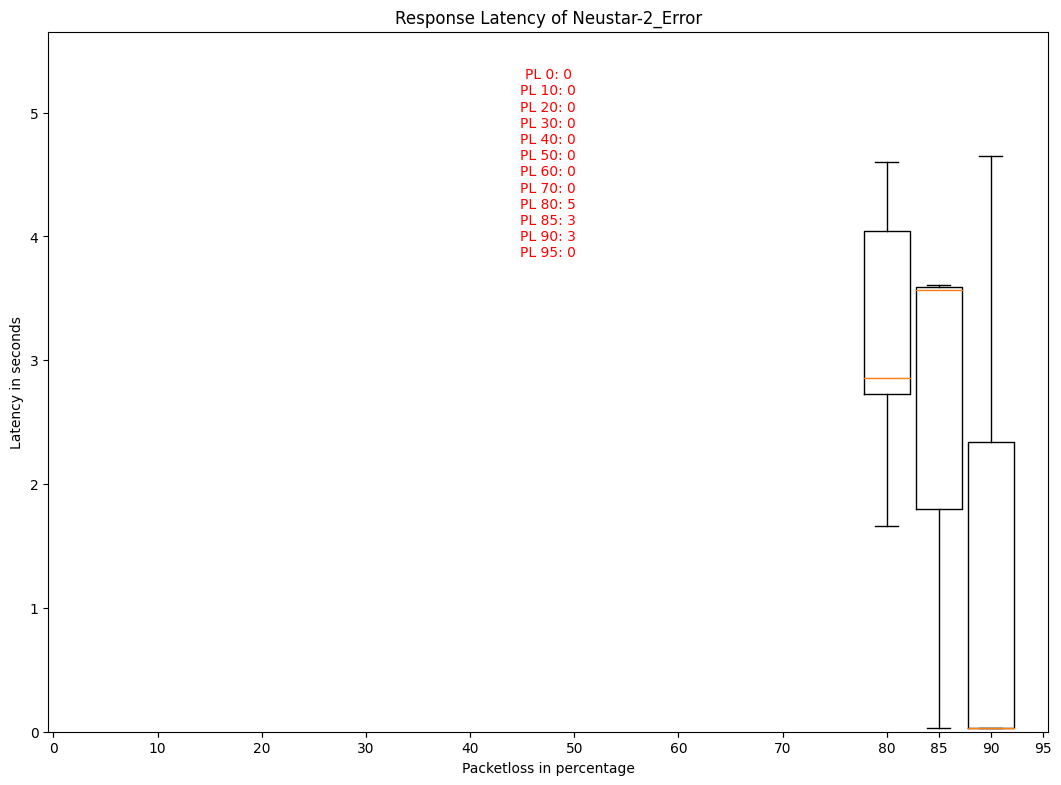 Response Latency of Neustar-2_Error
PL 0: 0
PL 10: 0
PL 20: 0
PL 30: 0
PL 40: 0
PL 50: 0
PL 60: 0
PL 70: 0
PL 80: 5
PL 85: 3
PL 90: 3
PL 95: 0
Latency in seconds
5
4
3
2
1
0
0 10 20 30 40 50 60 70 80 85 90 95
Packetloss in percentage